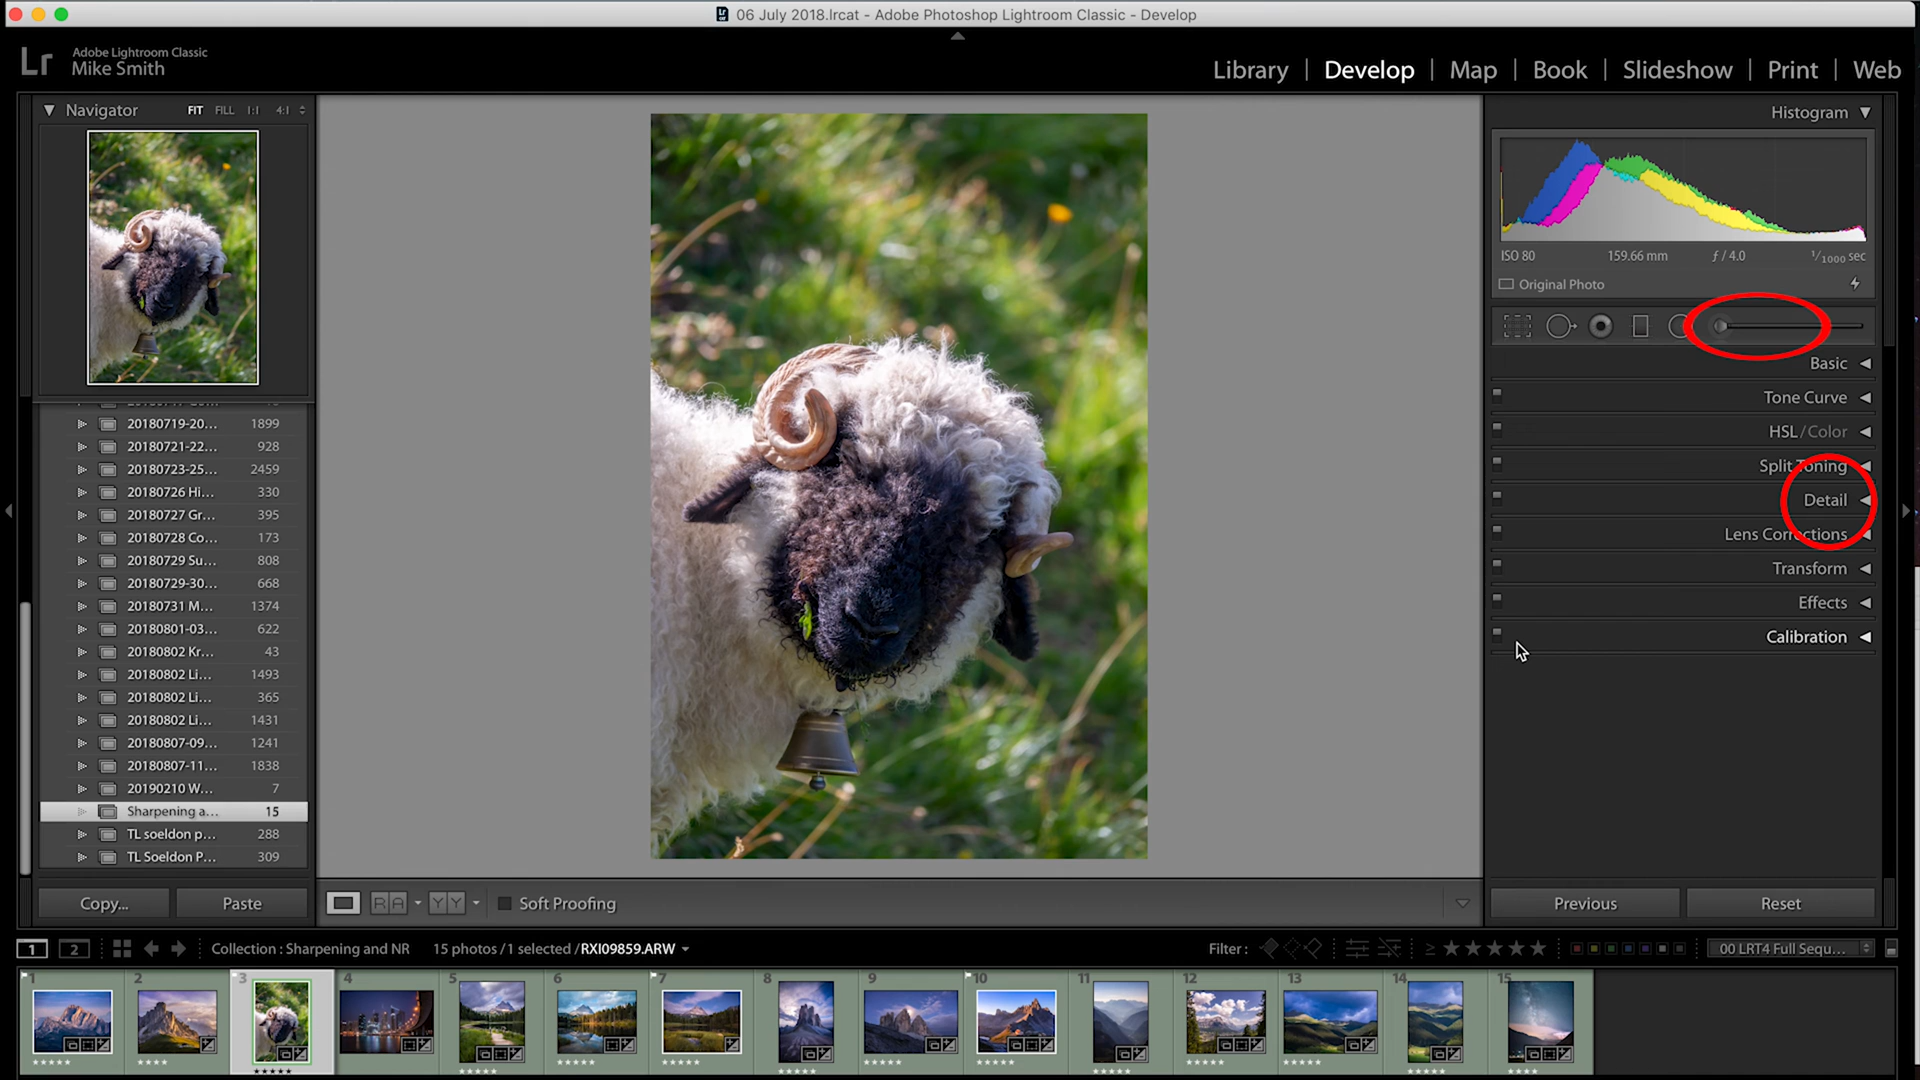 06 July 2018.lrcat - Adobe Photoshop Lightroom Classic - Develop
Lr
Adobe Lightroom Classic
Mike Smith
Library | Develop | Map | Book | Slideshow | Print | Web
Navigator FIT FILL 1:1 4:1
Histogram
ISO 80 159.66 mm ƒ / 4.0 1/1000 sec
Original Photo
Basic
Tone Curve
HSL / Color
Split Toning
Detail
Lens Corrections
Transform
Effects
Calibration
20180719-20... 1899
20180721-22... 928
20180723-25... 2459
20180726 Hi... 330
20180727 Gr... 395
20180728 Co... 173
20180729 Su... 808
20180729-30... 668
20180731 M... 1374
20180801-03... 622
20180802 Kr... 43
20180802 Li... 1493
20180802 Li... 365
20180802 Li... 1431
20180807-09... 1241
20180807-11... 1838
20190210 W... 7
Sharpening a... 15
TL soeldon p... 288
TL Soeldon P... 309
Copy... Paste
R A Y Y Soft Proofing
Previous Reset
1 2 Collection : Sharpening and NR 15 photos / 1 selected / RXI09859.ARW Filter : ≥ ★★★★★ 00 LRT4 Full Sequ...
1 2 3 4 5 6 7 8 9 10 11 12 13 14 15